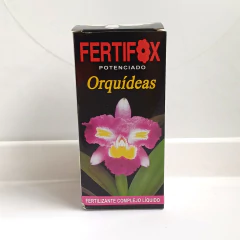 FERTIFOX
POTENCIADO
Orquídeas
FERTILIZANTE COMPLEJO LÍQUIDO